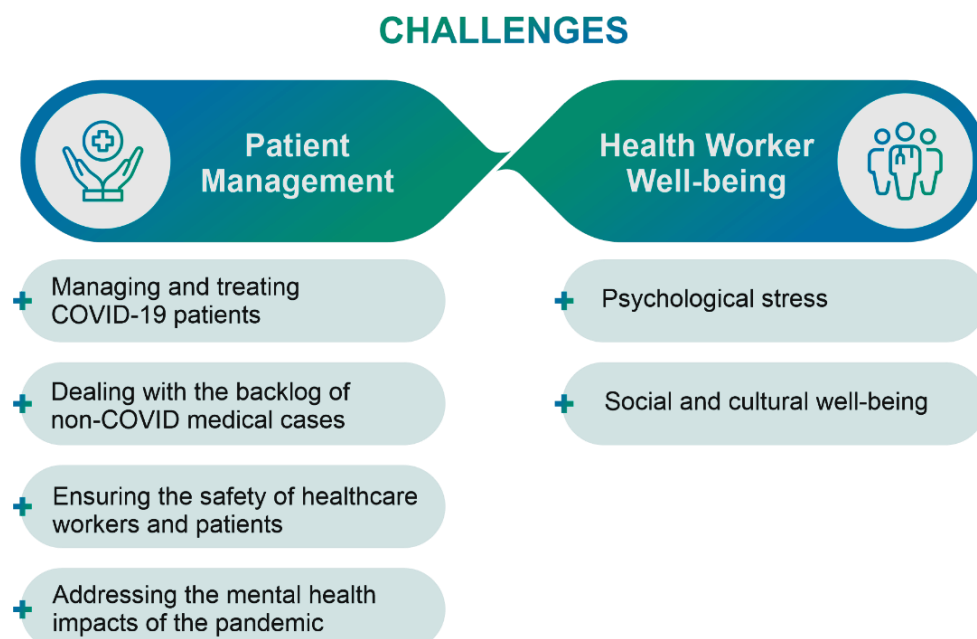 CHALLENGES
Patient
Management
Managing and treating
COVID-19 patients
Dealing with the backlog of
non-COVID medical cases
Ensuring the safety of healthcare
workers and patients
Addressing the mental health
impacts of the pandemic
Health Worker
Well-being
Psychological stress
Social and cultural well-being